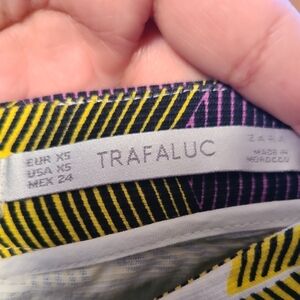 EUR XS
USA XS
MEX 24
TRAFALUC
ZARA
MADE IN
MOROCCO